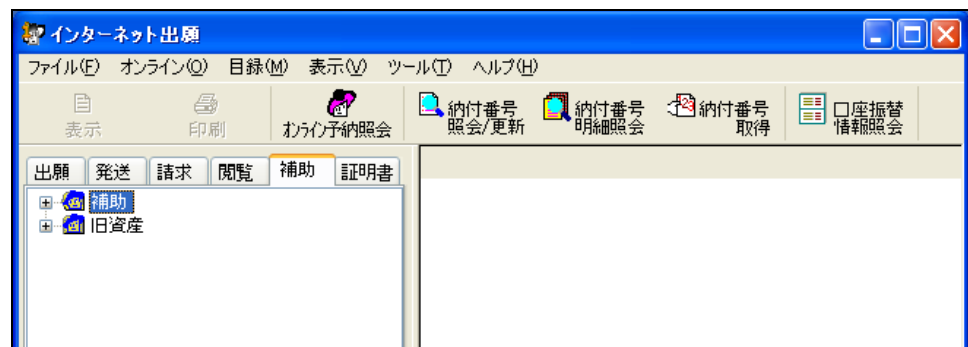 インターネット出願
ファイル(F) オンライン(O) 目録(M) 表示(V) ツール(T) ヘルプ(H)
表示
印刷
オンライン予納照会
納付番号
照会/更新
納付番号
明細照会
23
納付番号
取得
口座振替
情報照会
出願 発送 請求 閲覧 補助 証明書
補助
旧資産